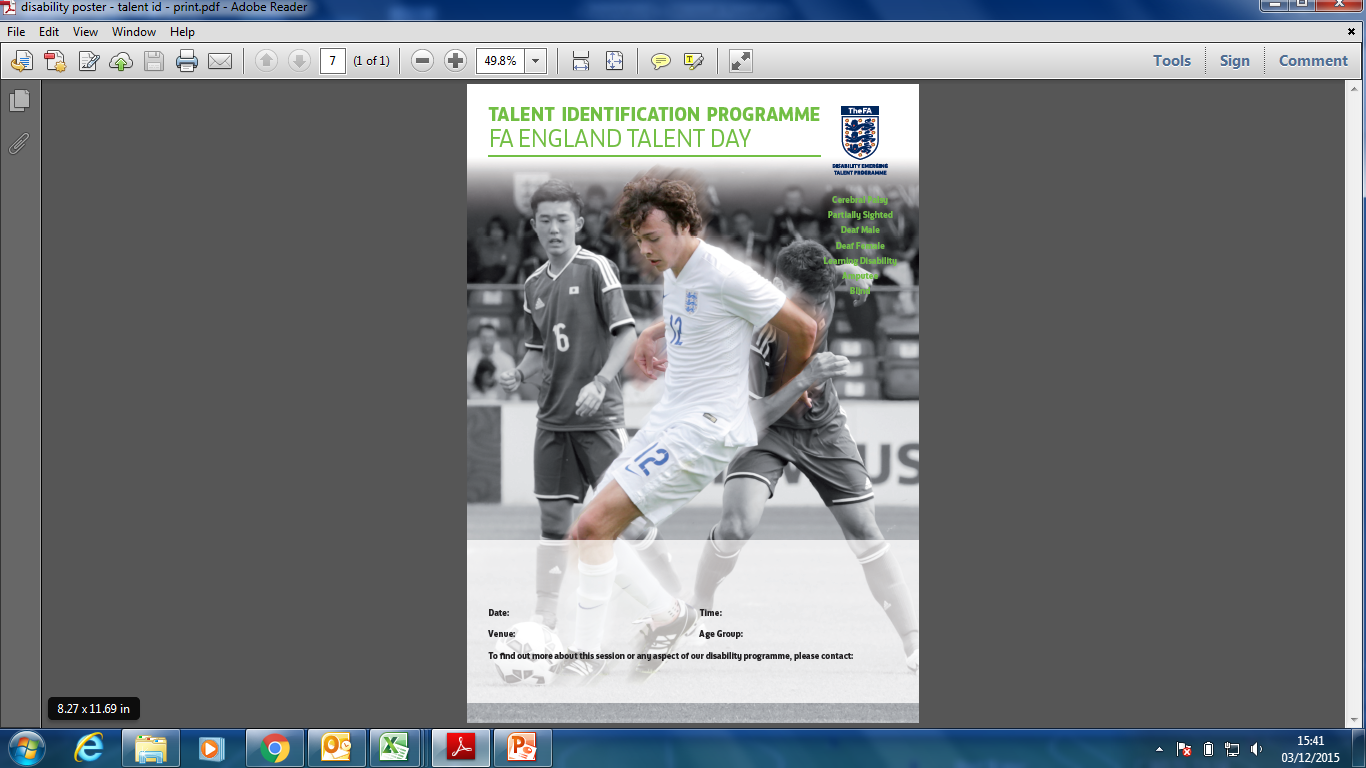 disability poster - talent id - print.pdf - Adobe Reader
File Edit View Window Help
7 (1 of 1) 49.8% Tools Sign Comment
TALENT IDENTIFICATION PROGRAMME
FA ENGLAND TALENT DAY
TheFA
DISABILITY EMERGING
TALENT PROGRAMME
Cerebral Palsy
Partially Sighted
Deaf Male
Deaf Female
Learning Disability
Amputee
Blind
6
12
12
US
Date: Time:
Venue: Age Group:
To find out more about this session or any aspect of our disability programme, please contact:
8.27 x 11.69 in
15:41
03/12/2015